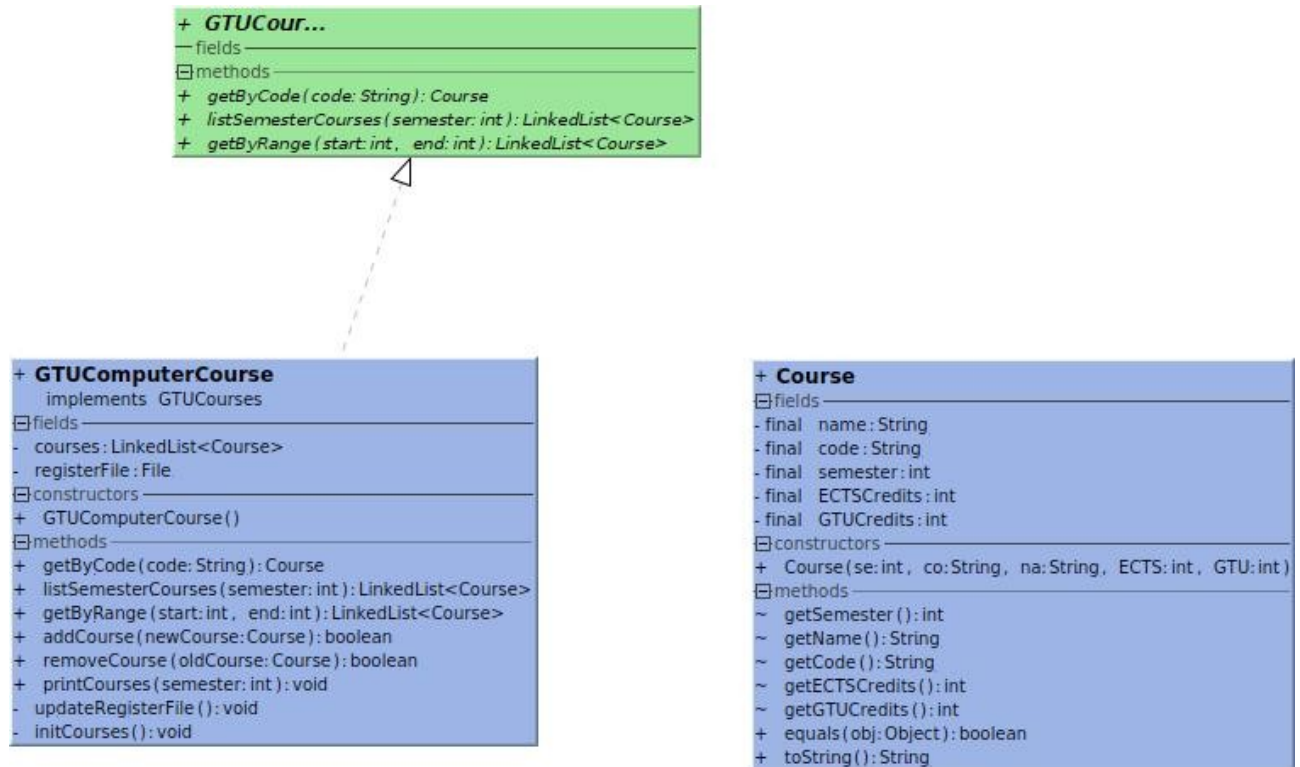 + GTUCour...
fields
methods
+ getByCode(code: String): Course
+ listSemesterCourses(semester: int): LinkedList<Course>
+ getByRange(start: int, end: int): LinkedList<Course>
+ GTUComputerCourse
implements GTUCourses
fields
- courses: LinkedList<Course>
- registerFile: File
constructors
+ GTUComputerCourse()
methods
+ getByCode(code: String): Course
+ listSemesterCourses(semester: int): LinkedList<Course>
+ getByRange(start: int, end: int): LinkedList<Course>
+ addCourse(newCourse: Course): boolean
+ removeCourse(oldCourse: Course): boolean
+ printCourses(semester: int): void
- updateRegisterFile(): void
- initCourses(): void
+ Course
fields
- final name: String
- final code: String
- final semester: int
- final ECTSCredits: int
- final GTUCredits: int
constructors
+ Course(se: int, co: String, na: String, ECTS: int, GTU: int)
methods
~ getSemester(): int
~ getName(): String
~ getCode(): String
~ getECTSCredits(): int
~ getGTUCredits(): int
+ equals(obj: Object): boolean
+ toString(): String